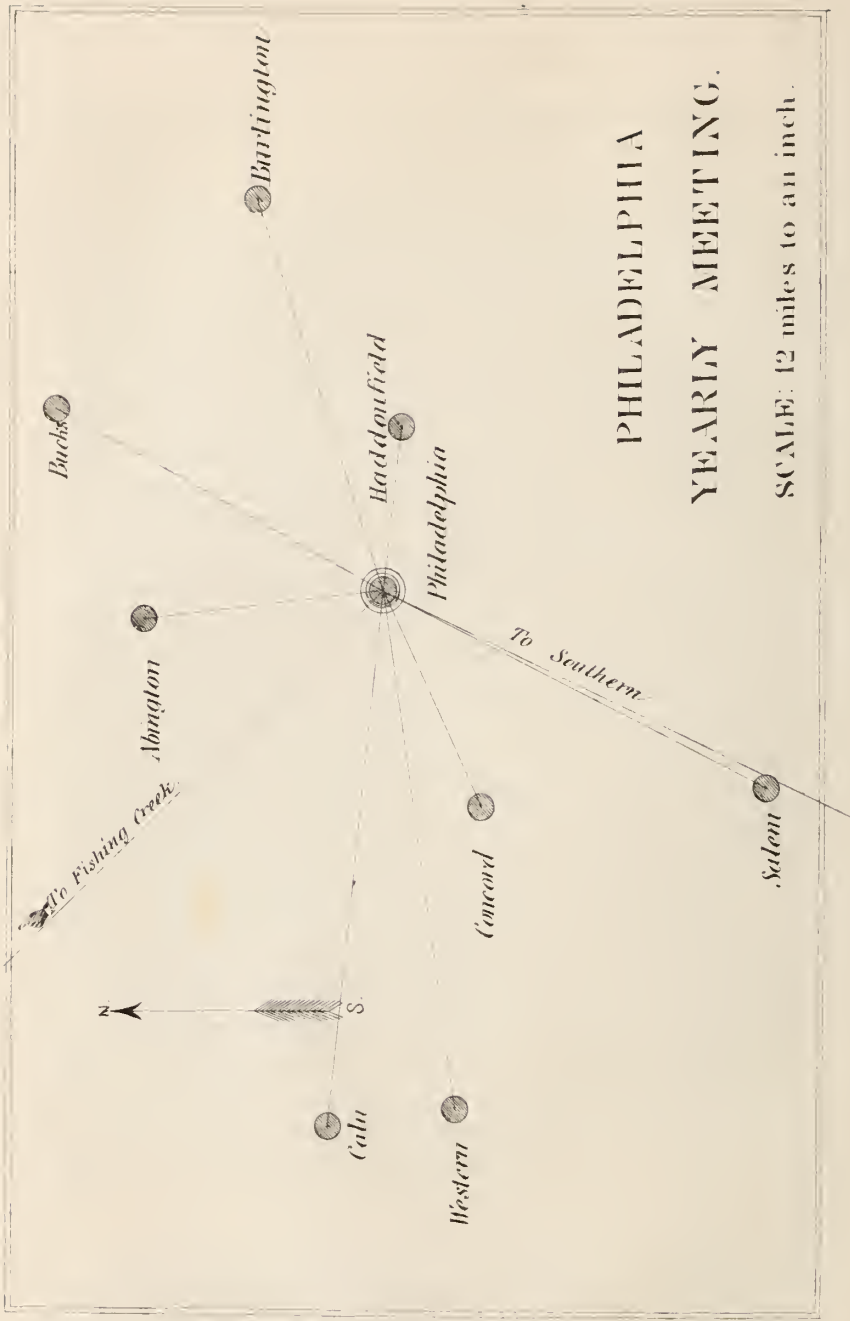 PHILADELPHIA
YEARLY MEETING.
SCALE: 12 miles to an inch.
Bucks
Burlington
Abington
Haddonfield
Philadelphia
To Fishing Creek
To Southern
N
S.
Caln
Concord
Western
Salem